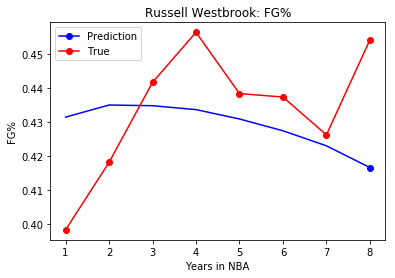 Russell Westbrook: FG%
Prediction
True
FG%
0.45
0.44
0.43
0.42
0.41
0.40
1 2 3 4 5 6 7 8
Years in NBA